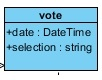 vote
+date : DateTime
+selection : string